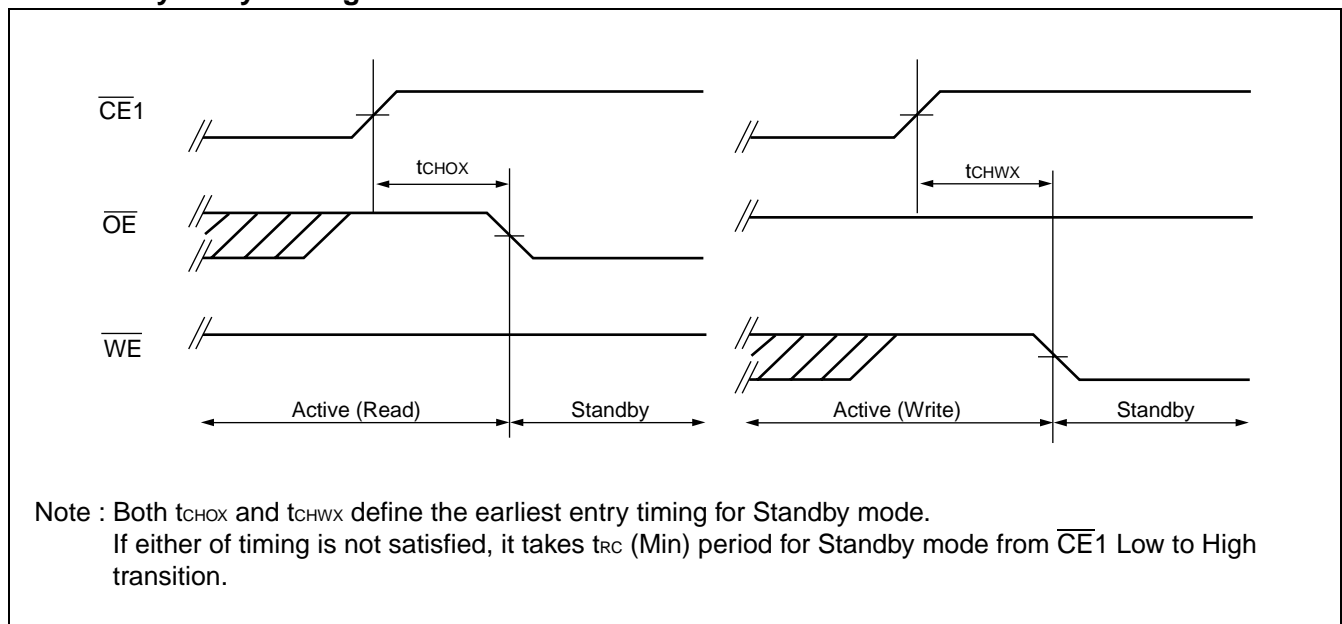 CE1
tCHOX
tCHWX
OE
WE
Active (Read)
Standby
Active (Write)
Standby
Note : Both tCHOX and tCHWX define the earliest entry timing for Standby mode.
If either of timing is not satisfied, it takes tRC (Min) period for Standby mode from CE1 Low to High
transition.